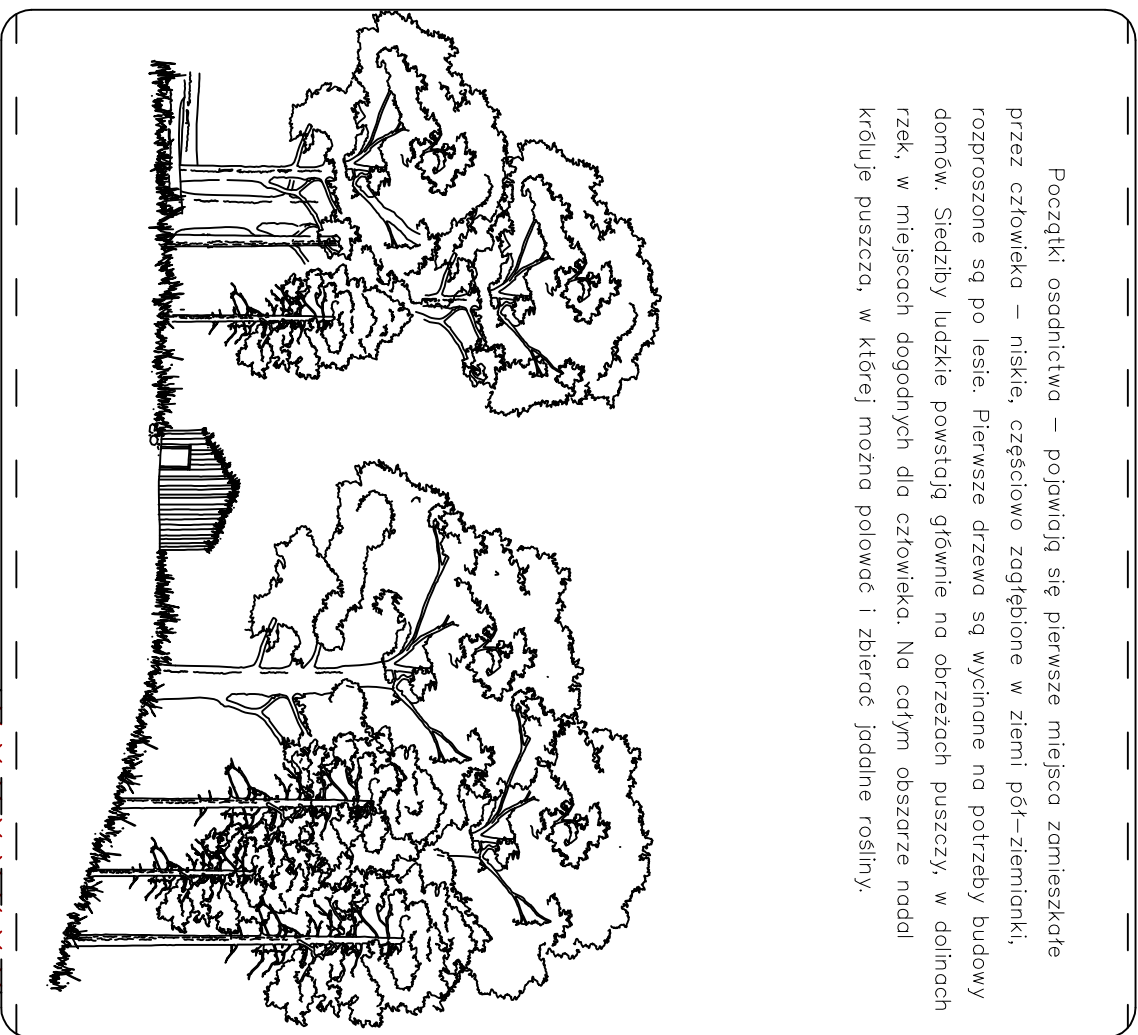 Początki osadnictwa – pojawiają się pierwsze miejsca zamieszkałe
przez człowieka – niskie, częściowo zagłębione w ziemi pół–ziemianki,
rozproszone są po lesie. Pierwsze drzewa są wycinane na potrzeby budowy
domów. Siedziby ludzkie powstają głównie na obrzeżach puszczy, w dolinach
rzek, w miejscach dogodnych dla człowieka. Na całym obszarze nadal
króluje puszcza, w której można polować i zbierać jadalne rośliny.